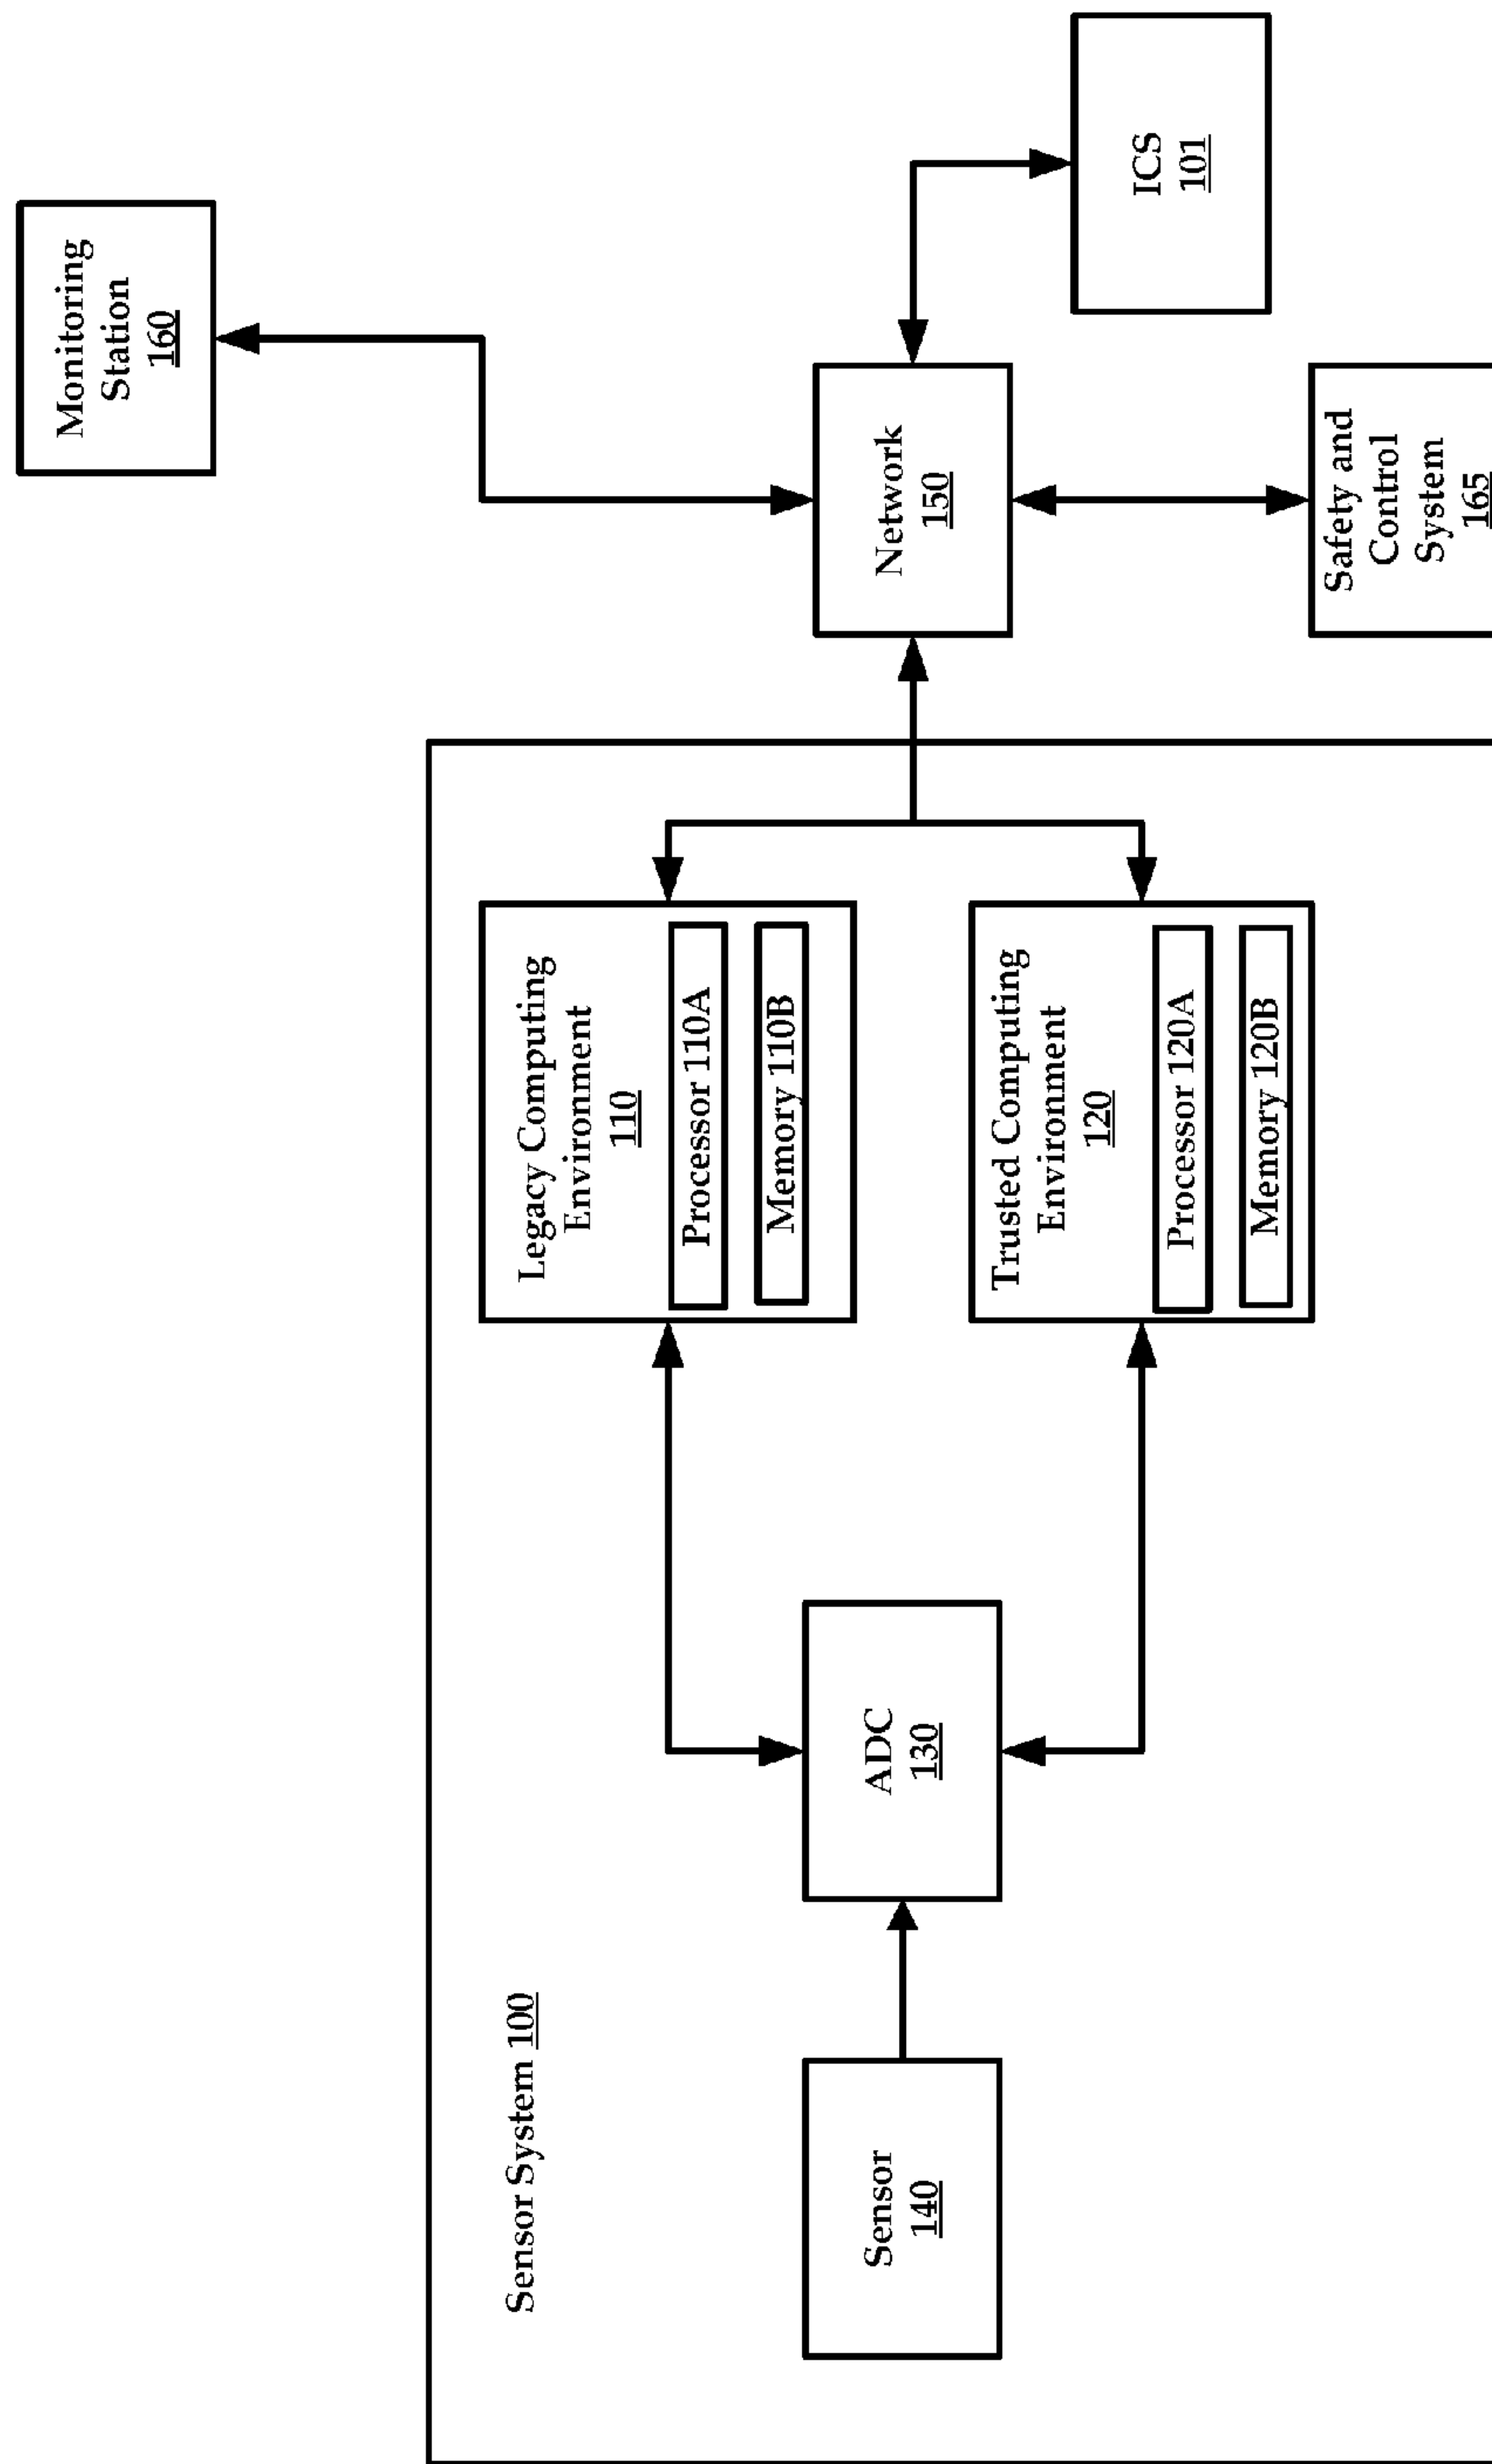 Sensor System 100
Sensor
140
ADC
130
Legacy Computing
Environment
110
Processor 110A
Memory 110B
Trusted Computing
Environment
120
Processor 120A
Memory 120B
Monitoring
Station
160
Network
150
ICS
101
Safety and
Control
System
165